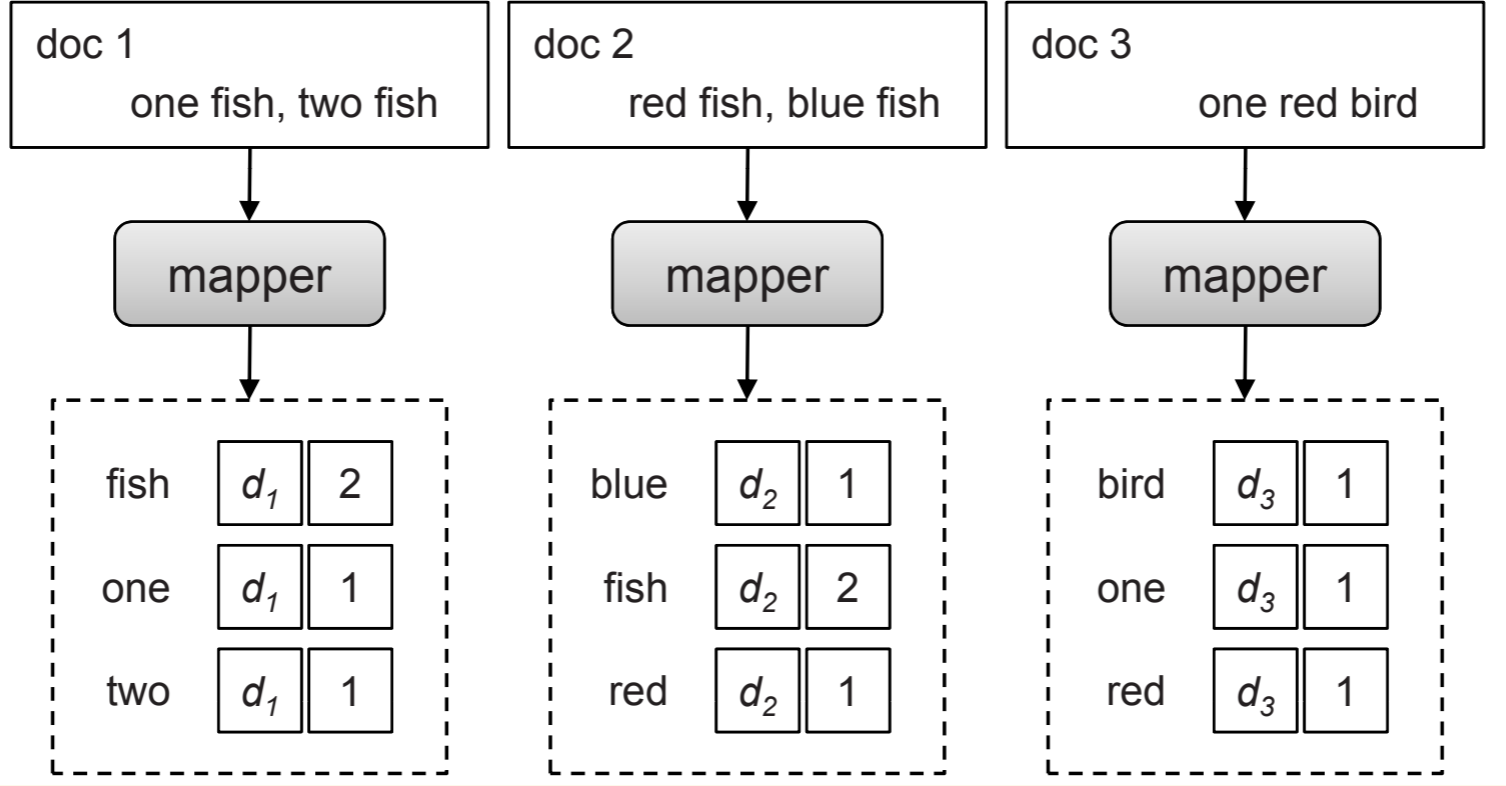 doc 1
one fish, two fish
mapper
fish d1 2
one d1 1
two d1 1
doc 2
red fish, blue fish
mapper
blue d2 1
fish d2 2
red d2 1
doc 3
one red bird
mapper
bird d3 1
one d3 1
red d3 1